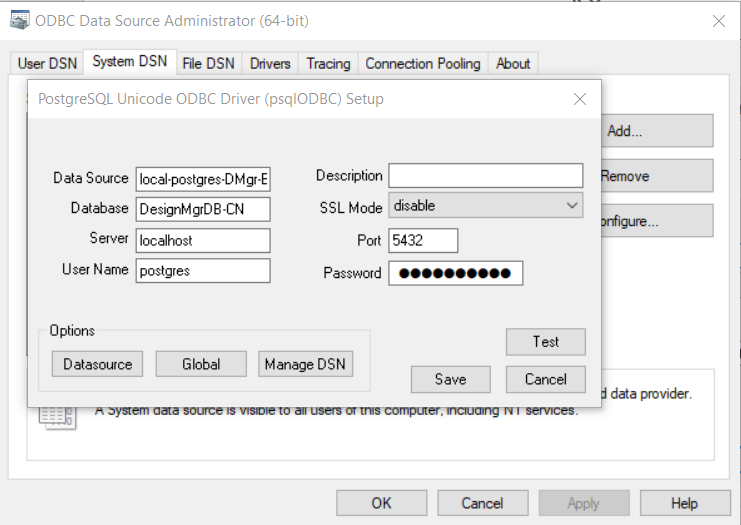 ODBC Data Source Administrator (64-bit)
User DSN System DSN File DSN Drivers Tracing Connection Pooling About
PostgreSQL Unicode ODBC Driver (psqlODBC) Setup
Add...
Remove
onfigure...
Data Source local-postgres-DMgr-E
Description
Database DesignMgrDB-CN
SSL Mode disable
Server localhost
Port 5432
User Name postgres
Password ●●●●●●●●●●
Options
Datasource Global Manage DSN
Test
Save Cancel
d data provider.
A System data source is visible to all users of this computer, including NT services.
OK Cancel Apply Help